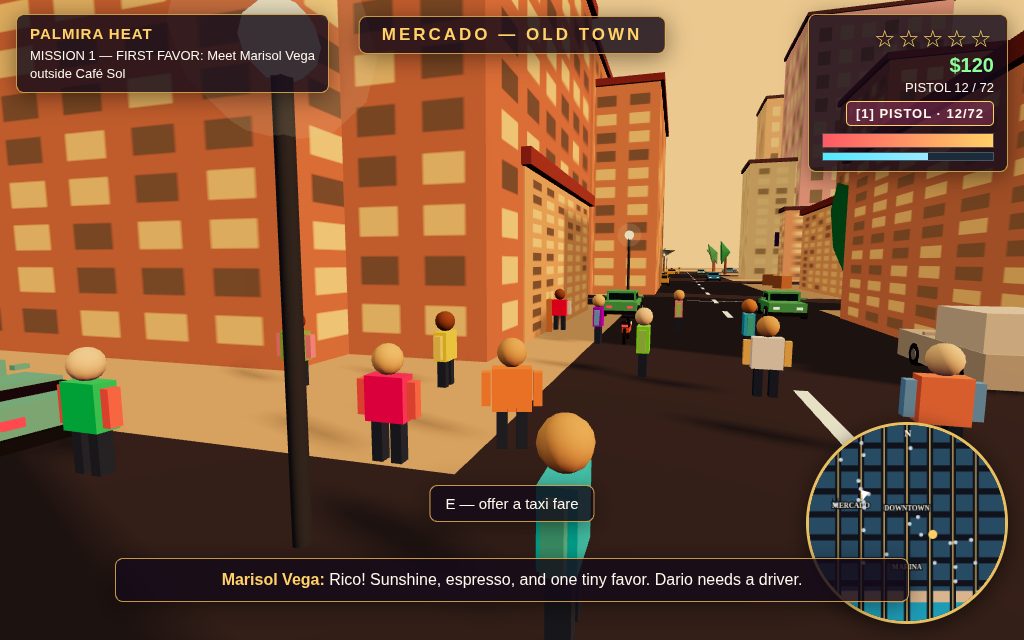 PALMIRA HEAT
MISSION 1 — FIRST FAVOR: Meet Marisol Vega
outside Café Sol
MERCADO — OLD TOWN
☆☆☆☆☆
$120
PISTOL 12 / 72
[1] PISTOL · 12/72
N
MERCADO
DOWNTOWN
MARINA
E — offer a taxi fare
Marisol Vega: Rico! Sunshine, espresso, and one tiny favor. Dario needs a driver.